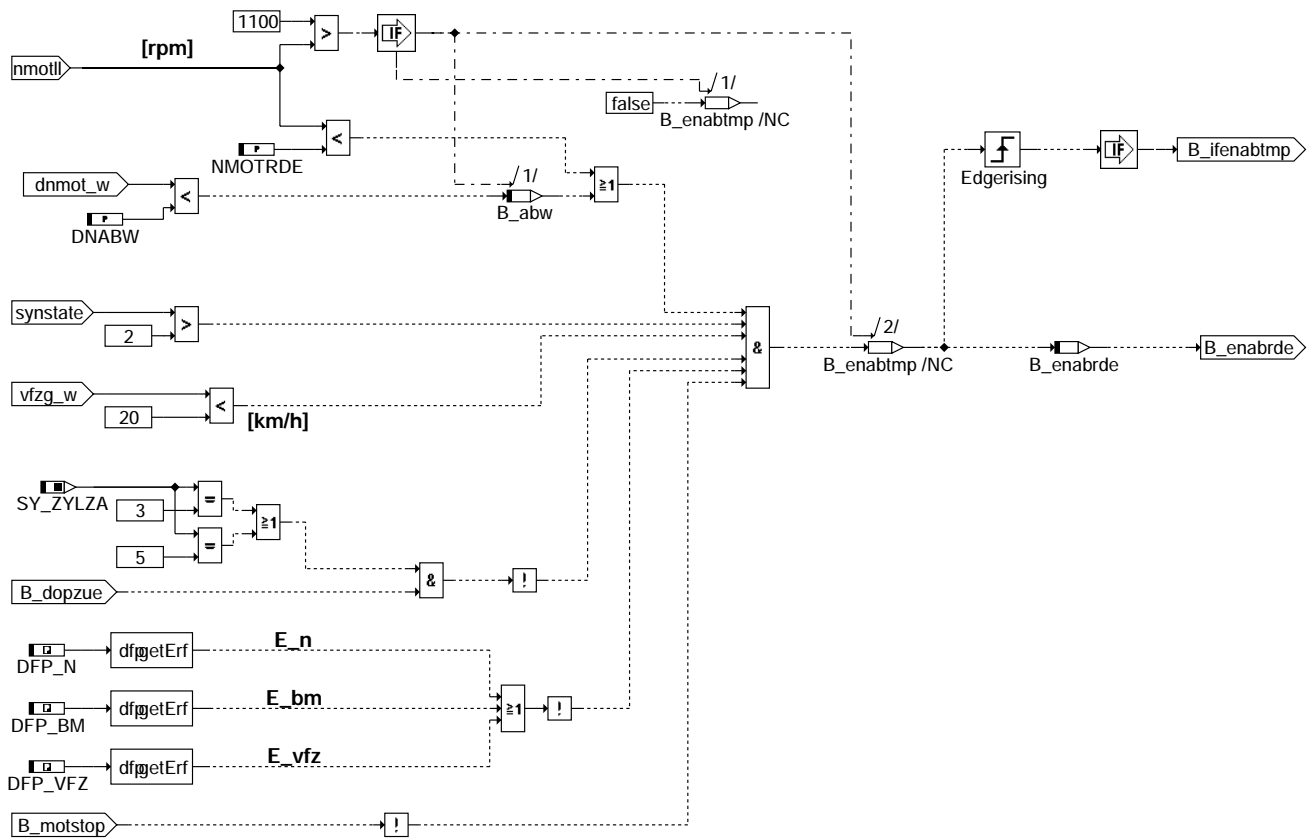 1100
>
IF
[rpm]
nmotll
/1/
false
B_enabtmp /NC
<
P
NMOTRDE
dnmot_w
<
P
DNABW
/1/
B_abw
≧1
Edgerising
IF
B_ifenabtmp
synstate
2
>
&
/2/
B_enabtmp /NC
B_enabrde
B_enabrde
vfzg_w
20
<
[km/h]
SY_ZYLZA
3
=
≧1
5
=
B_dopzue
&
!
DFP_N
dfpgetErf
E_n
DFP_BM
dfpgetErf
E_bm
≧1
!
DFP_VFZ
dfpgetErf
E_vfz
B_motstop
!